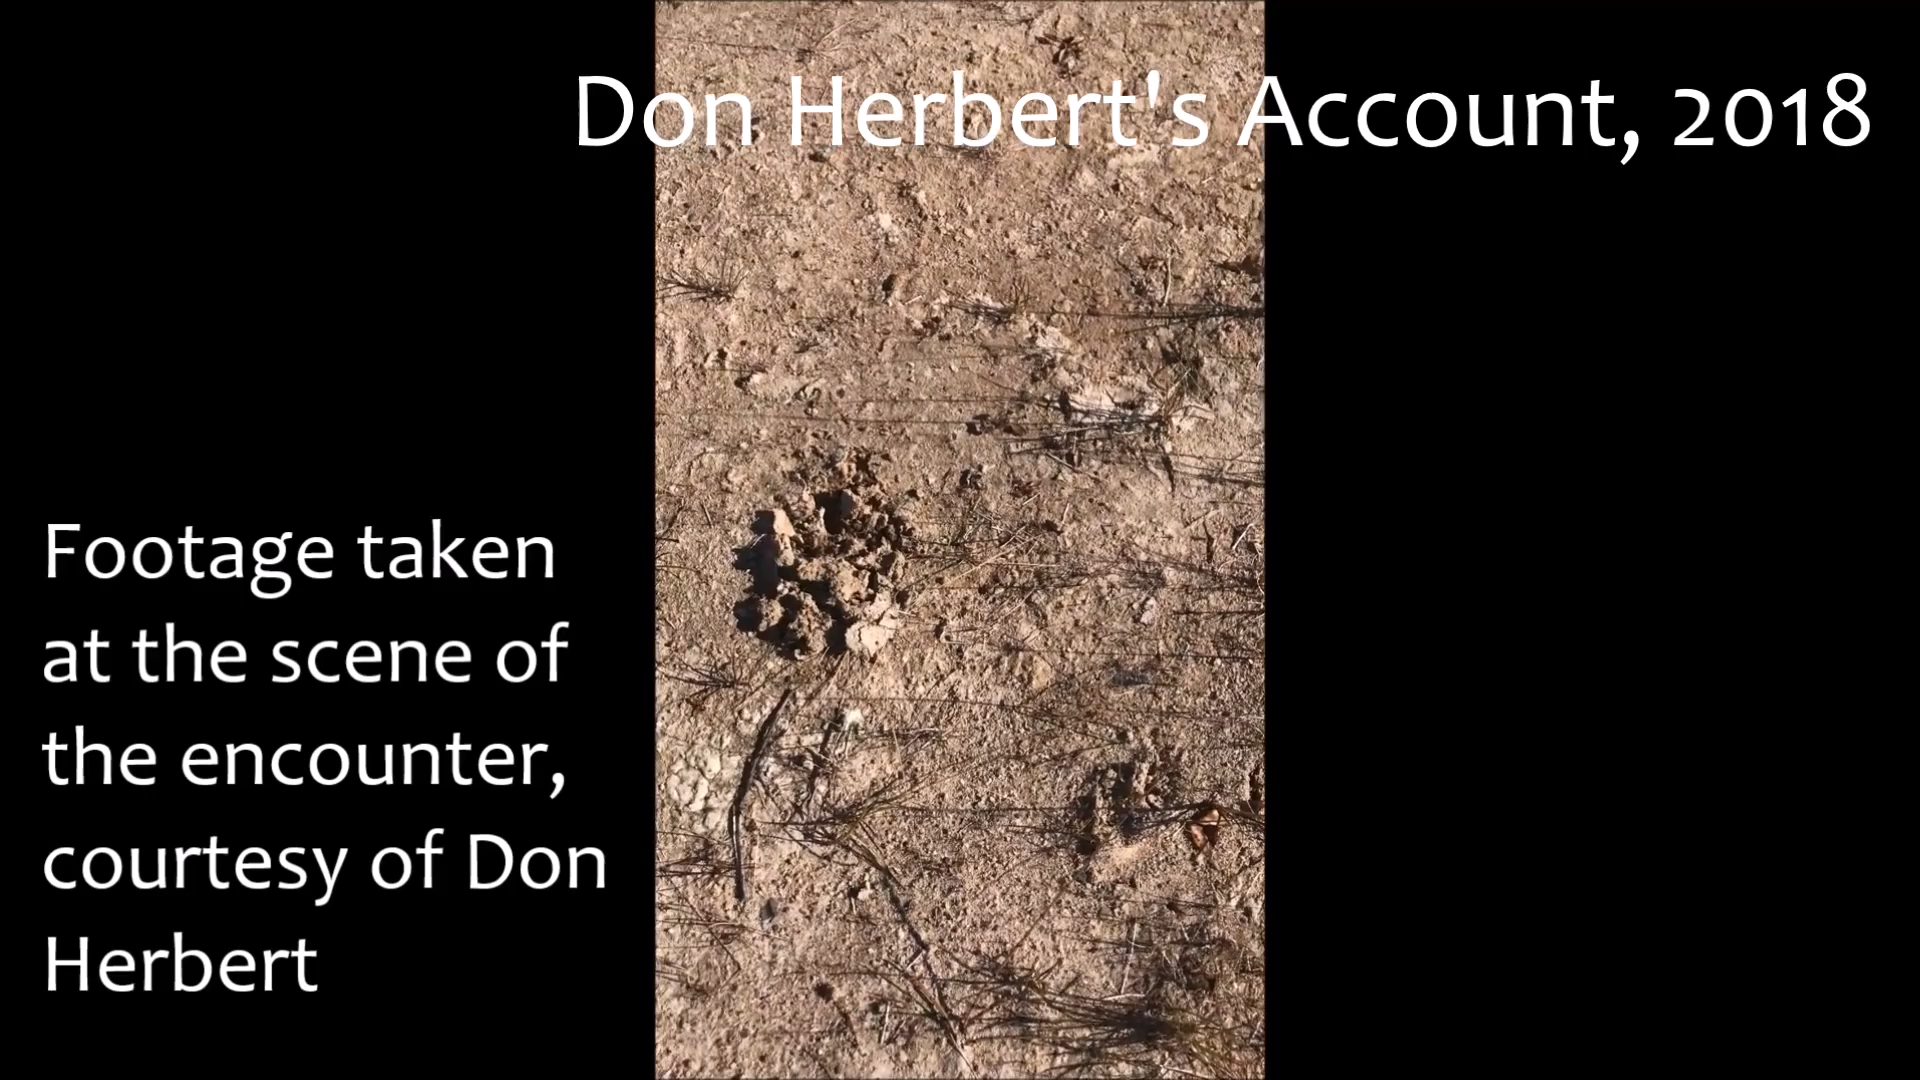 Don Herbert's Account, 2018
Footage taken
at the scene of
the encounter,
courtesy of Don
Herbert